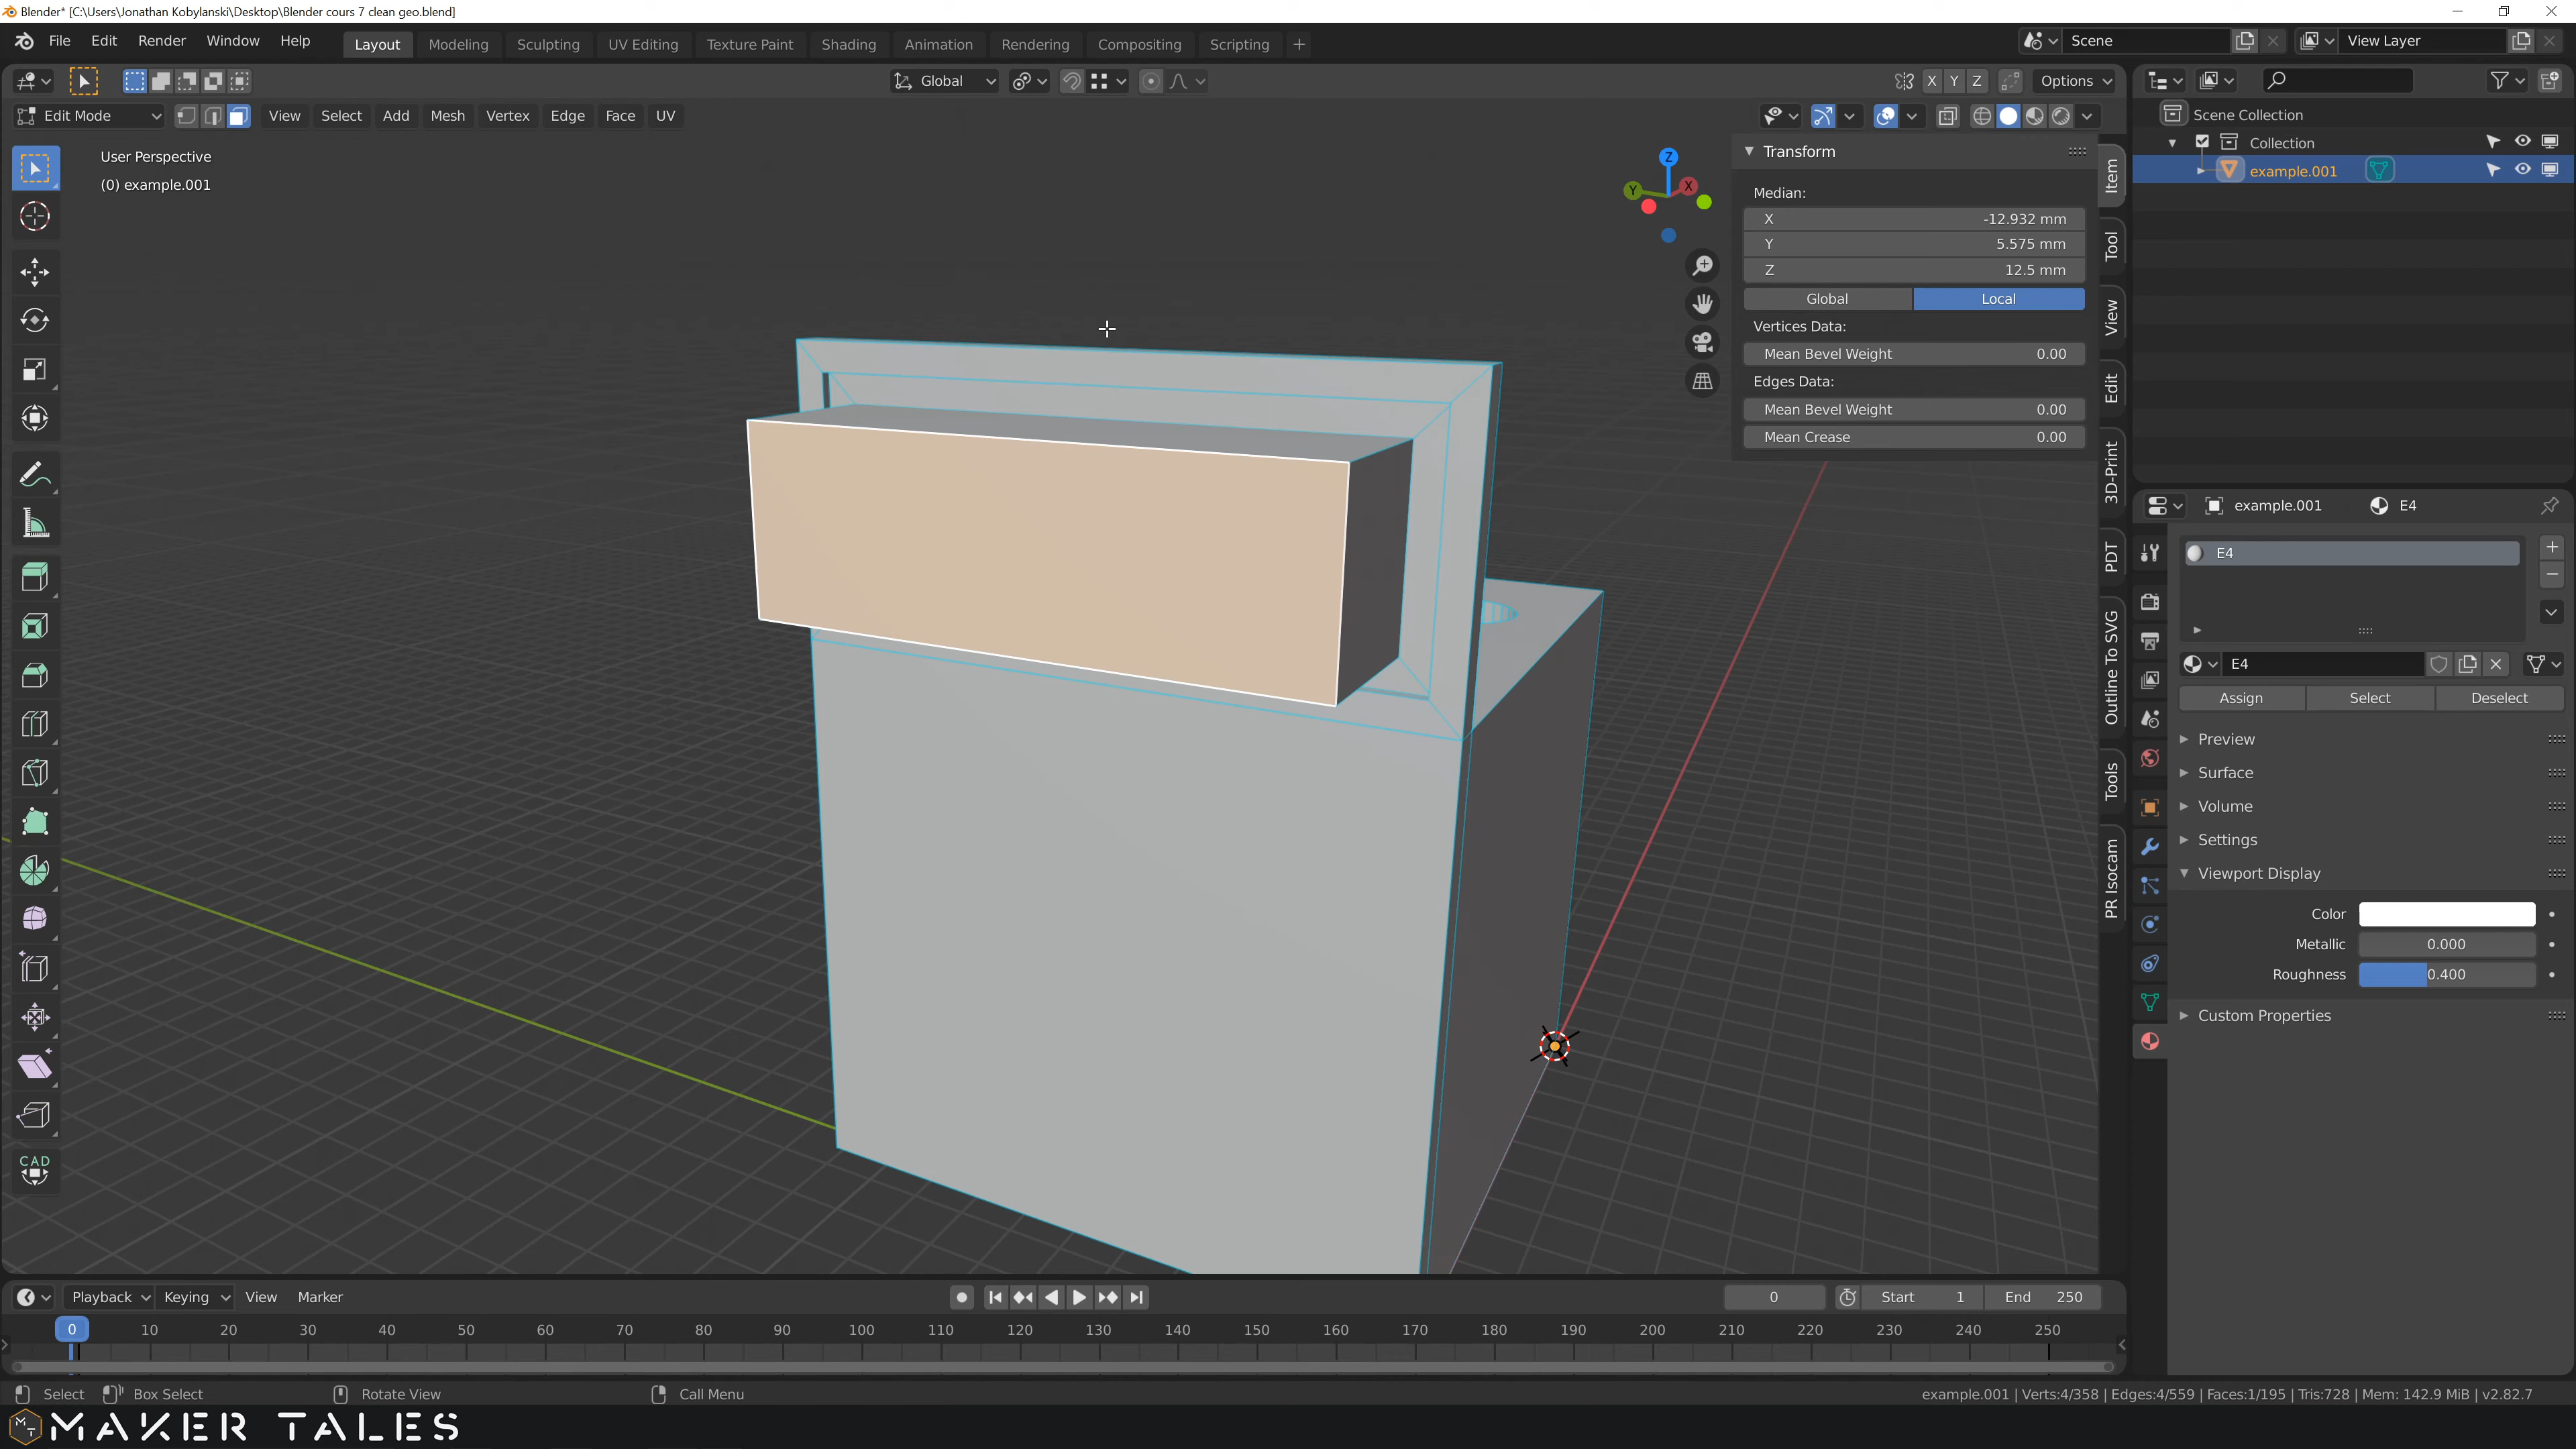 Blender* [C:\Users\Jonathan Kobylanski\Desktop\Blender cours 7 clean geo.blend]
File Edit Render Window Help Layout Modeling Sculpting UV Editing Texture Paint Shading Animation Rendering Compositing Scripting + Scene View Layer
Global X Y Z Options
Edit Mode View Select Add Mesh Vertex Edge Face UV
User Perspective
(0) example.001
Z
Y
X
Transform
Median:
X -12.932 mm
Y 5.575 mm
Z 12.5 mm
Global Local
Vertices Data:
Mean Bevel Weight 0.00
Edges Data:
Mean Bevel Weight 0.00
Mean Crease 0.00
Item
Tool
View
Edit
3D-Print
PDT
Outline To SVG
Tools
PR Isocam
CAD
Scene Collection
Collection
example.001
example.001 E4
E4
E4
Assign Select Deselect
Preview
Surface
Volume
Settings
Viewport Display
Color
Metallic 0.000
Roughness 0.400
Custom Properties
Playback Keying View Marker 0 Start 1 End 250
0 10 20 30 40 50 60 70 80 90 100 110 120 130 140 150 160 170 180 190 200 210 220 230 240 250
Select Box Select Rotate View Call Menu example.001 | Verts:4/358 | Edges:4/559 | Faces:1/195 | Tris:728 | Mem: 142.9 MiB | v2.82.7
MT MAKER TALES